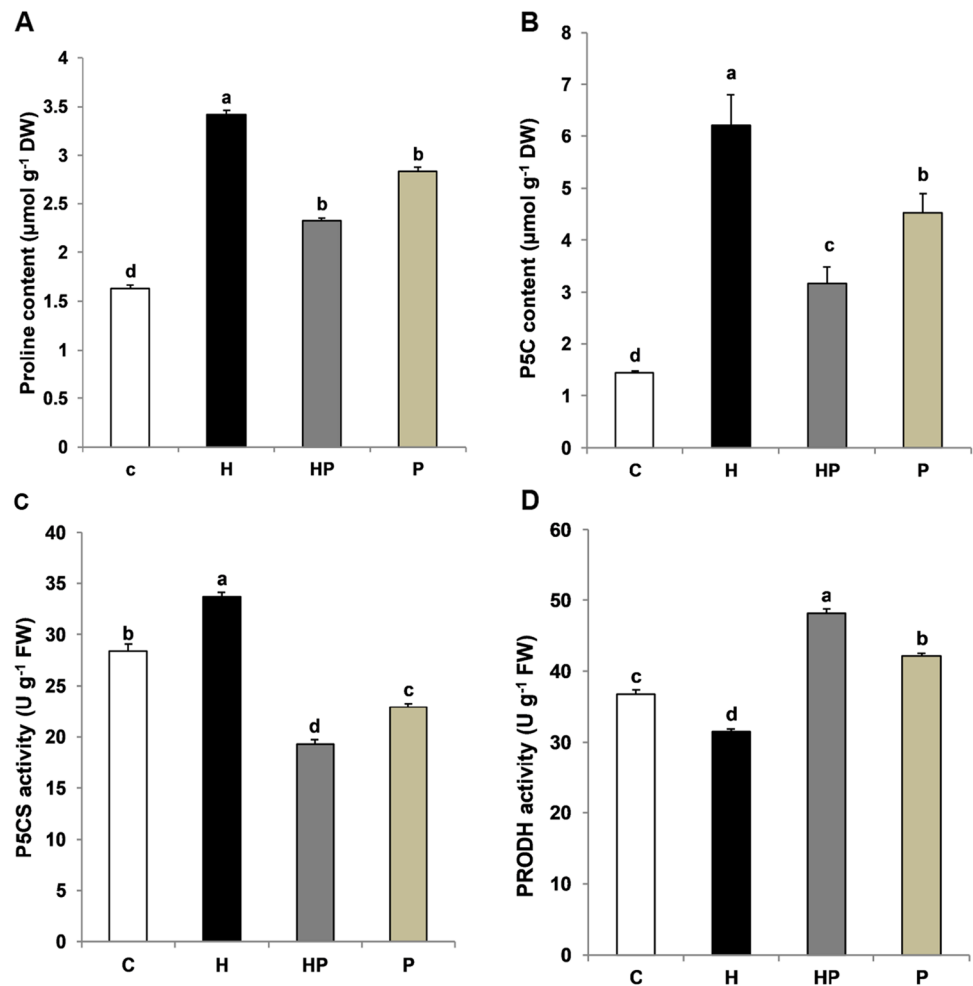 A
Proline content (µmol g⁻¹ DW)
4
3.5
3
2.5
2
1.5
1
0.5
0
d
a
b
b
c
H
HP
P
B
P5C content (µmol g⁻¹ DW)
8
7
6
5
4
3
2
1
0
d
a
c
b
C
H
HP
P
C
P5CS activity (U g⁻¹ FW)
40
35
30
25
20
15
10
5
0
b
a
d
c
C
H
HP
P
D
PRODH activity (U g⁻¹ FW)
60
50
40
30
20
10
0
c
d
a
b
C
H
HP
P